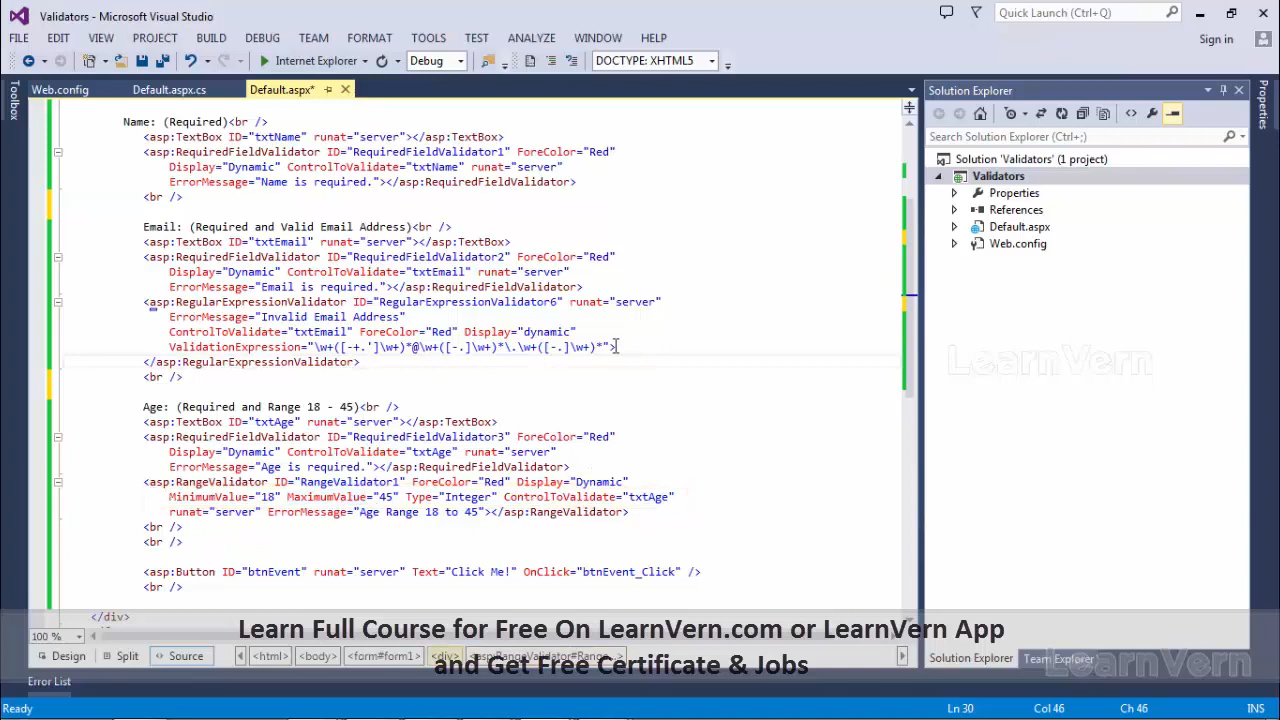 Validators - Microsoft Visual Studio
Quick Launch (Ctrl+Q)
FILE EDIT VIEW PROJECT BUILD DEBUG TEAM FORMAT TOOLS TEST ANALYZE WINDOW HELP
Sign in
Internet Explorer Debug DOCTYPE: XHTML5
Toolbox
Web.config Default.aspx.cs Default.aspx*
Name: (Required)<br />
<asp:TextBox ID="txtName" runat="server"></asp:TextBox>
<asp:RequiredFieldValidator ID="RequiredFieldValidator1" ForeColor="Red"
Display="Dynamic" ControlToValidate="txtName" runat="server"
ErrorMessage="Name is required."></asp:RequiredFieldValidator>
<br />
Email: (Required and Valid Email Address)<br />
<asp:TextBox ID="txtEmail" runat="server"></asp:TextBox>
<asp:RequiredFieldValidator ID="RequiredFieldValidator2" ForeColor="Red"
Display="Dynamic" ControlToValidate="txtEmail" runat="server"
ErrorMessage="Email is required."></asp:RequiredFieldValidator>
<asp:RegularExpressionValidator ID="RegularExpressionValidator6" runat="server"
ErrorMessage="Invalid Email Address"
ControlToValidate="txtEmail" ForeColor="Red" Display="dynamic"
ValidationExpression="\w+([-+.']\w+)*@\w+([-.]\w+)*\.\w+([-.]\w+)*">
</asp:RegularExpressionValidator>
<br />
Age: (Required and Range 18 - 45)<br />
<asp:TextBox ID="txtAge" runat="server"></asp:TextBox>
<asp:RequiredFieldValidator ID="RequiredFieldValidator3" ForeColor="Red"
Display="Dynamic" ControlToValidate="txtAge" runat="server"
ErrorMessage="Age is required."></asp:RequiredFieldValidator>
<asp:RangeValidator ID="RangeValidator1" ForeColor="Red" Display="Dynamic"
MinimumValue="18" MaximumValue="45" Type="Integer" ControlToValidate="txtAge"
runat="server" ErrorMessage="Age Range 18 to 45"></asp:RangeValidator>
<br />
<br />
<asp:Button ID="btnEvent" runat="server" Text="Click Me!" OnClick="btnEvent_Click" />
<br />
</div>
100 %
Design Split Source <html> <body> <form#form1> <div> <asp:RangeValidator#Range...
Solution Explorer
Search Solution Explorer (Ctrl+;)
Solution 'Validators' (1 project)
Validators
Properties
References
Default.aspx
Web.config
LearnVern
Solution Explorer Team Explorer
Properties
Learn Full Course for Free On LearnVern.com or LearnVern App
and Get Free Certificate & Jobs
LearnVern
Error List
Ready Ln 30 Col 46 Ch 46 INS